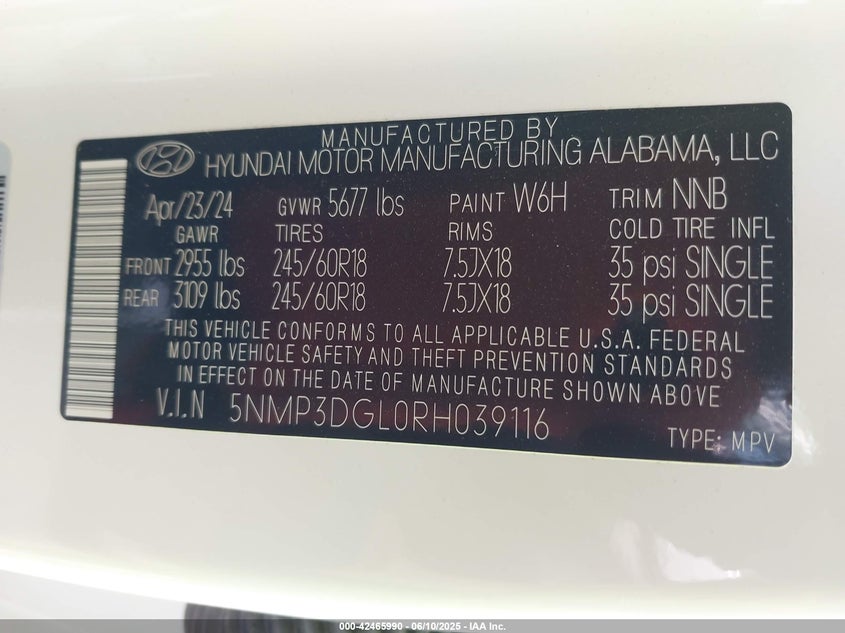 MANUFACTURED BY
HYUNDAI MOTOR MANUFACTURING ALABAMA, LLC
Apr/23/24 GVWR 5677 lbs PAINT W6H TRIM NNB
GAWR TIRES RIMS COLD TIRE INFL
FRONT 2955 lbs 245/60R18 7.5JX18 35 psi SINGLE
REAR 3109 lbs 245/60R18 7.5JX18 35 psi SINGLE
THIS VEHICLE CONFORMS TO ALL APPLICABLE U.S.A. FEDERAL
MOTOR VEHICLE SAFETY AND THEFT PREVENTION STANDARDS
IN EFFECT ON THE DATE OF MANUFACTURE SHOWN ABOVE
V.I.N 5NMP3DGL0RH039116
TYPE: MPV
000-42465990 - 06/10/2025 - IAA Inc.